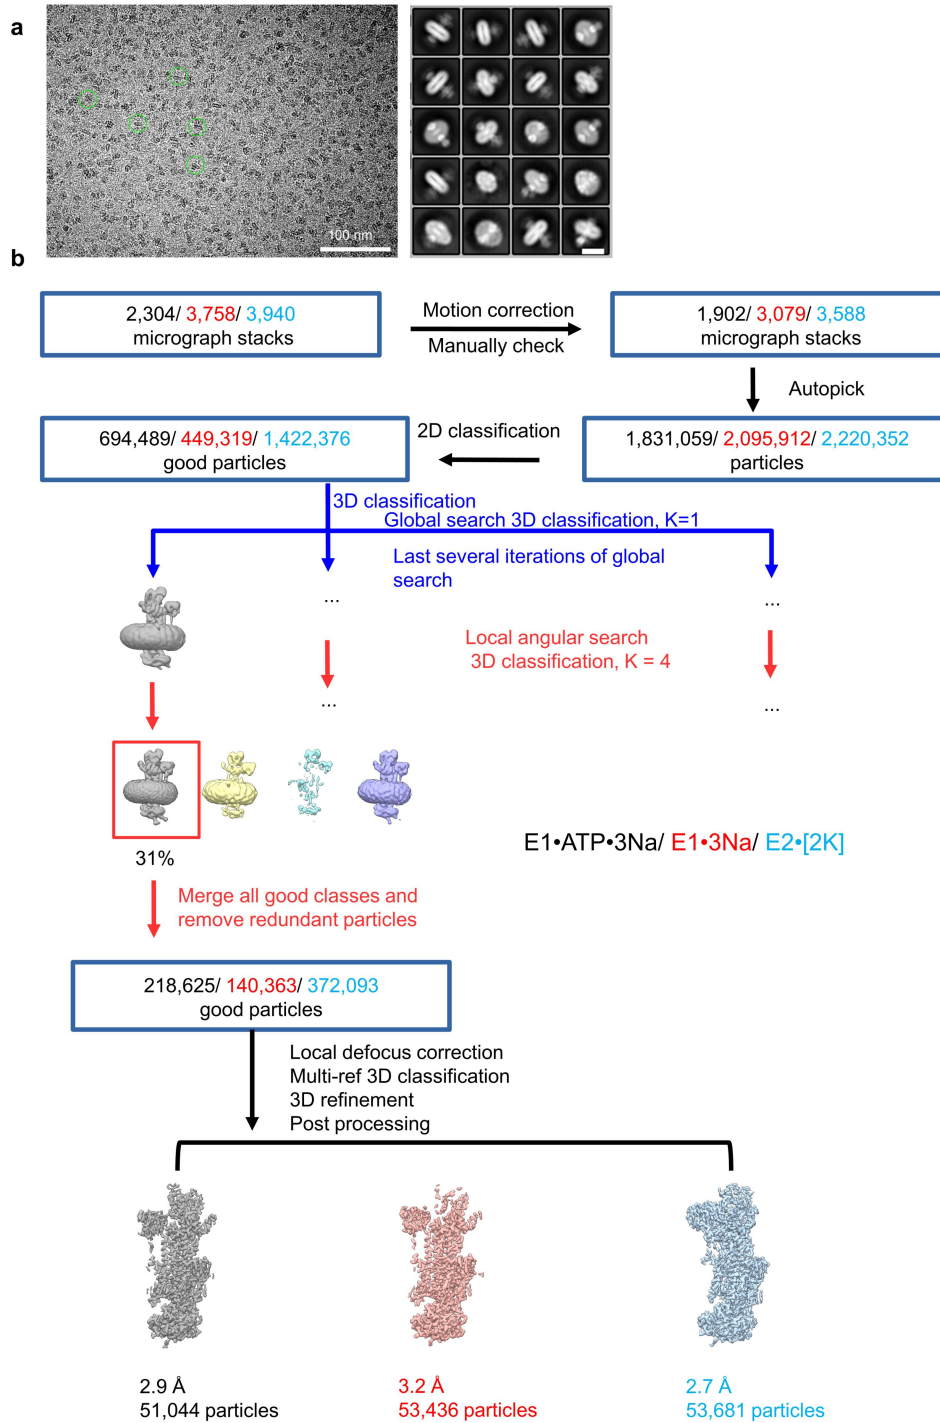 a
100 nm
b
2,304/ 3,758/ 3,940
micrograph stacks
Motion correction
Manually check
1,902/ 3,079/ 3,588
micrograph stacks
Autopick
694,489/ 449,319/ 1,422,376
good particles
2D classification
1,831,059/ 2,095,912/ 2,220,352
particles
3D classification
Global search 3D classification, K=1
Last several iterations of global
search
...
...
Local angular search
3D classification, K = 4
...
...
31%
E1•ATP•3Na/ E1•3Na/ E2•[2K]
Merge all good classes and
remove redundant particles
218,625/ 140,363/ 372,093
good particles
Local defocus correction
Multi-ref 3D classification
3D refinement
Post processing
2.9 Å
51,044 particles
3.2 Å
53,436 particles
2.7 Å
53,681 particles